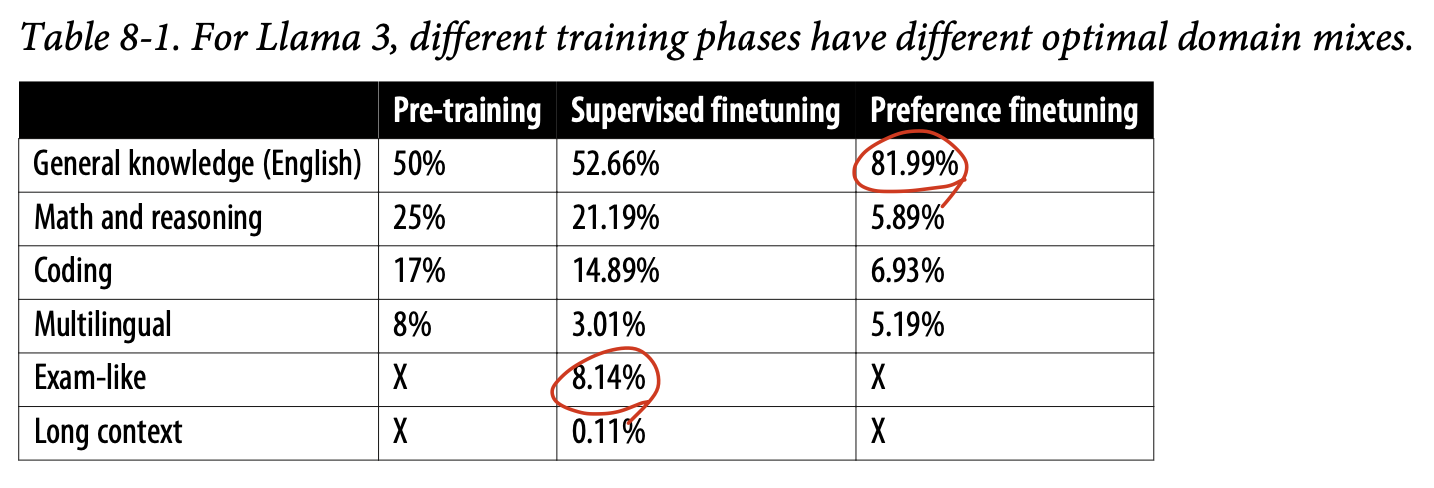 Table 8-1. For Llama 3, different training phases have different optimal domain mixes.
Pre-training Supervised finetuning Preference finetuning
General knowledge (English) 50% 52.66% 81.99%
Math and reasoning 25% 21.19% 5.89%
Coding 17% 14.89% 6.93%
Multilingual 8% 3.01% 5.19%
Exam-like X 8.14% X
Long context X 0.11% X